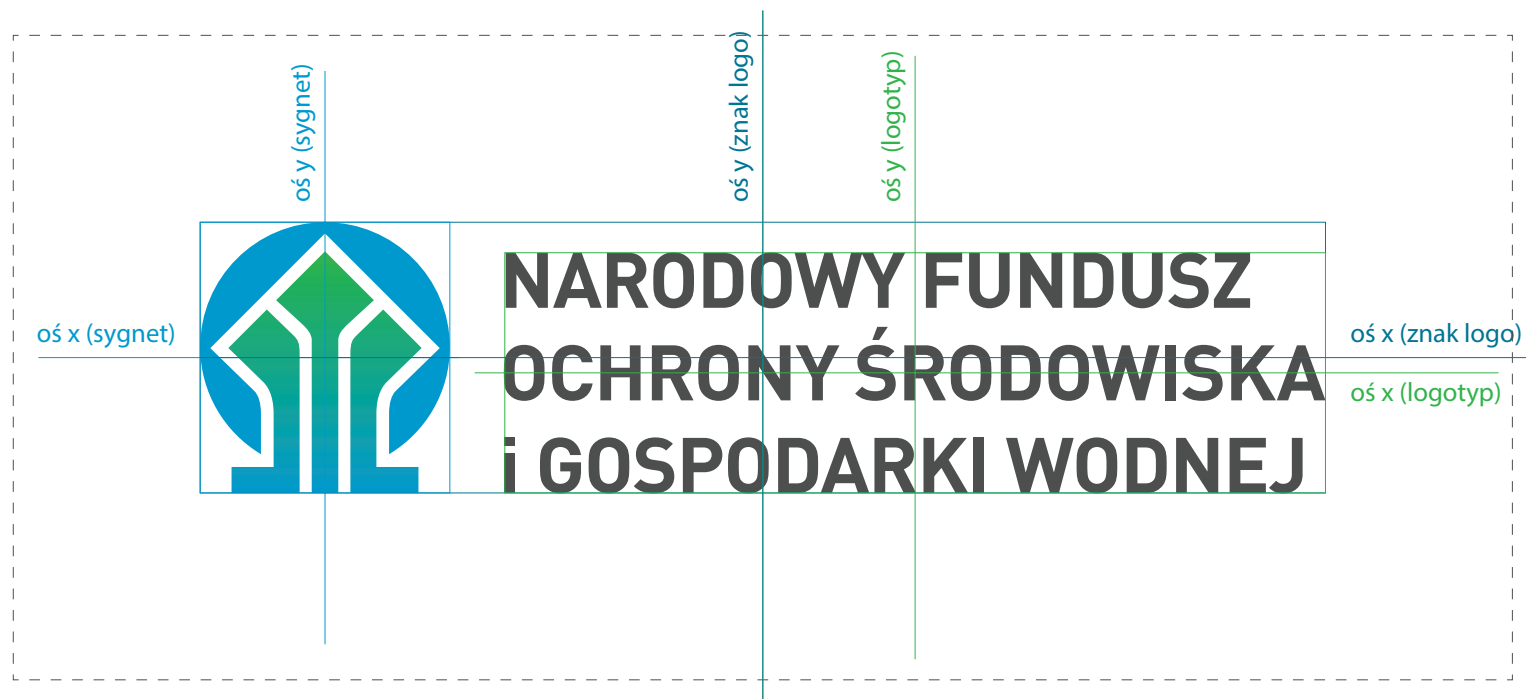 oś y (sygnet)
oś y (znak logo)
oś y (logotyp)
NARODOWY FUNDUSZ
OCHRONY ŚRODOWISKA
i GOSPODARKI WODNEJ
oś x (sygnet)
oś x (znak logo)
oś x (logotyp)